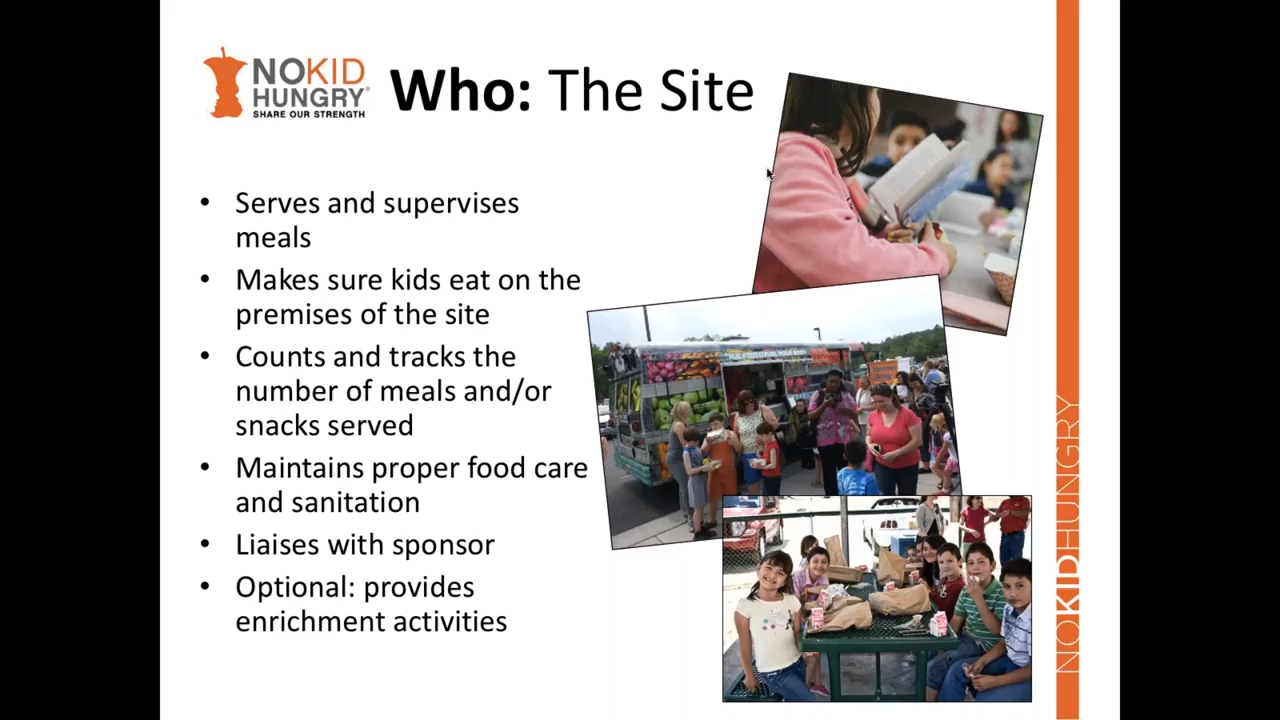 NOKID
HUNGRY®
SHARE OUR STRENGTH
Who: The Site
• Serves and supervises
meals
• Makes sure kids eat on the
premises of the site
• Counts and tracks the
number of meals and/or
snacks served
• Maintains proper food care
and sanitation
• Liaises with sponsor
• Optional: provides
enrichment activities
NOKIDHUNGRY